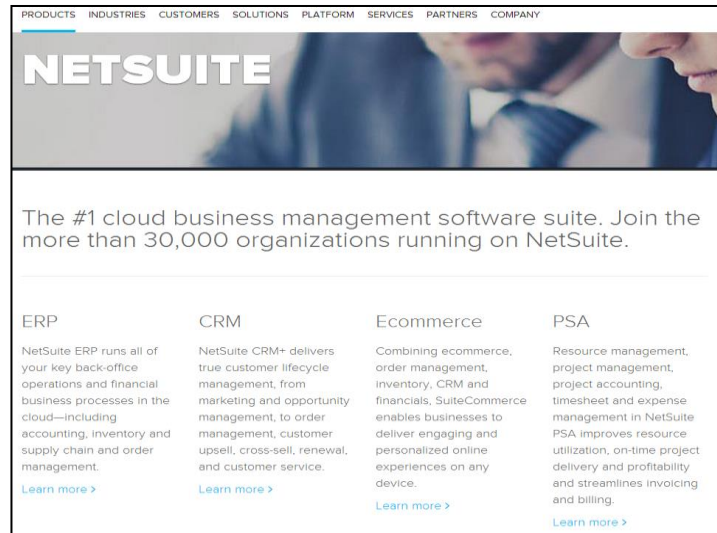 PRODUCTS INDUSTRIES CUSTOMERS SOLUTIONS PLATFORM SERVICES PARTNERS COMPANY
NETSUITE
The #1 cloud business management software suite. Join the
more than 30,000 organizations running on NetSuite.
ERP
NetSuite ERP runs all of
your key back-office
operations and financial
business processes in the
cloud—including
accounting, inventory and
supply chain and order
management.
Learn more >
CRM
NetSuite CRM+ delivers
true customer lifecycle
management, from
marketing and opportunity
management, to order
management, customer
upsell, cross-sell, renewal,
and customer service.
Learn more >
Ecommerce
Combining ecommerce,
order management,
inventory, CRM and
financials, SuiteCommerce
enables businesses to
deliver engaging and
personalized online
experiences on any
device.
Learn more >
PSA
Resource management,
project management,
project accounting,
timesheet and expense
management in NetSuite
PSA improves resource
utilization, on-time project
delivery and profitability
and streamlines invoicing
and billing.
Learn more >